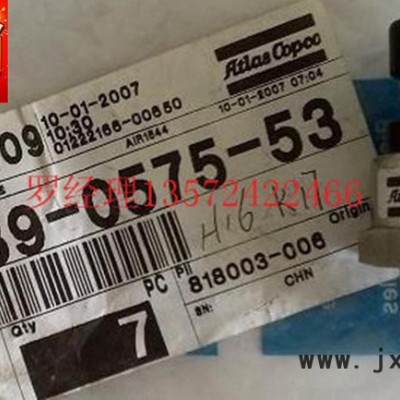 09
10-01-2007
10:30
01222166-00650
AIR1544
Atlas Copco
10-01-2007 07:04
39-0575-53
罗经理13572422466
H16
Origin
PC
Pll
818003-006
Qty
7
SN:
CHN
www.jx